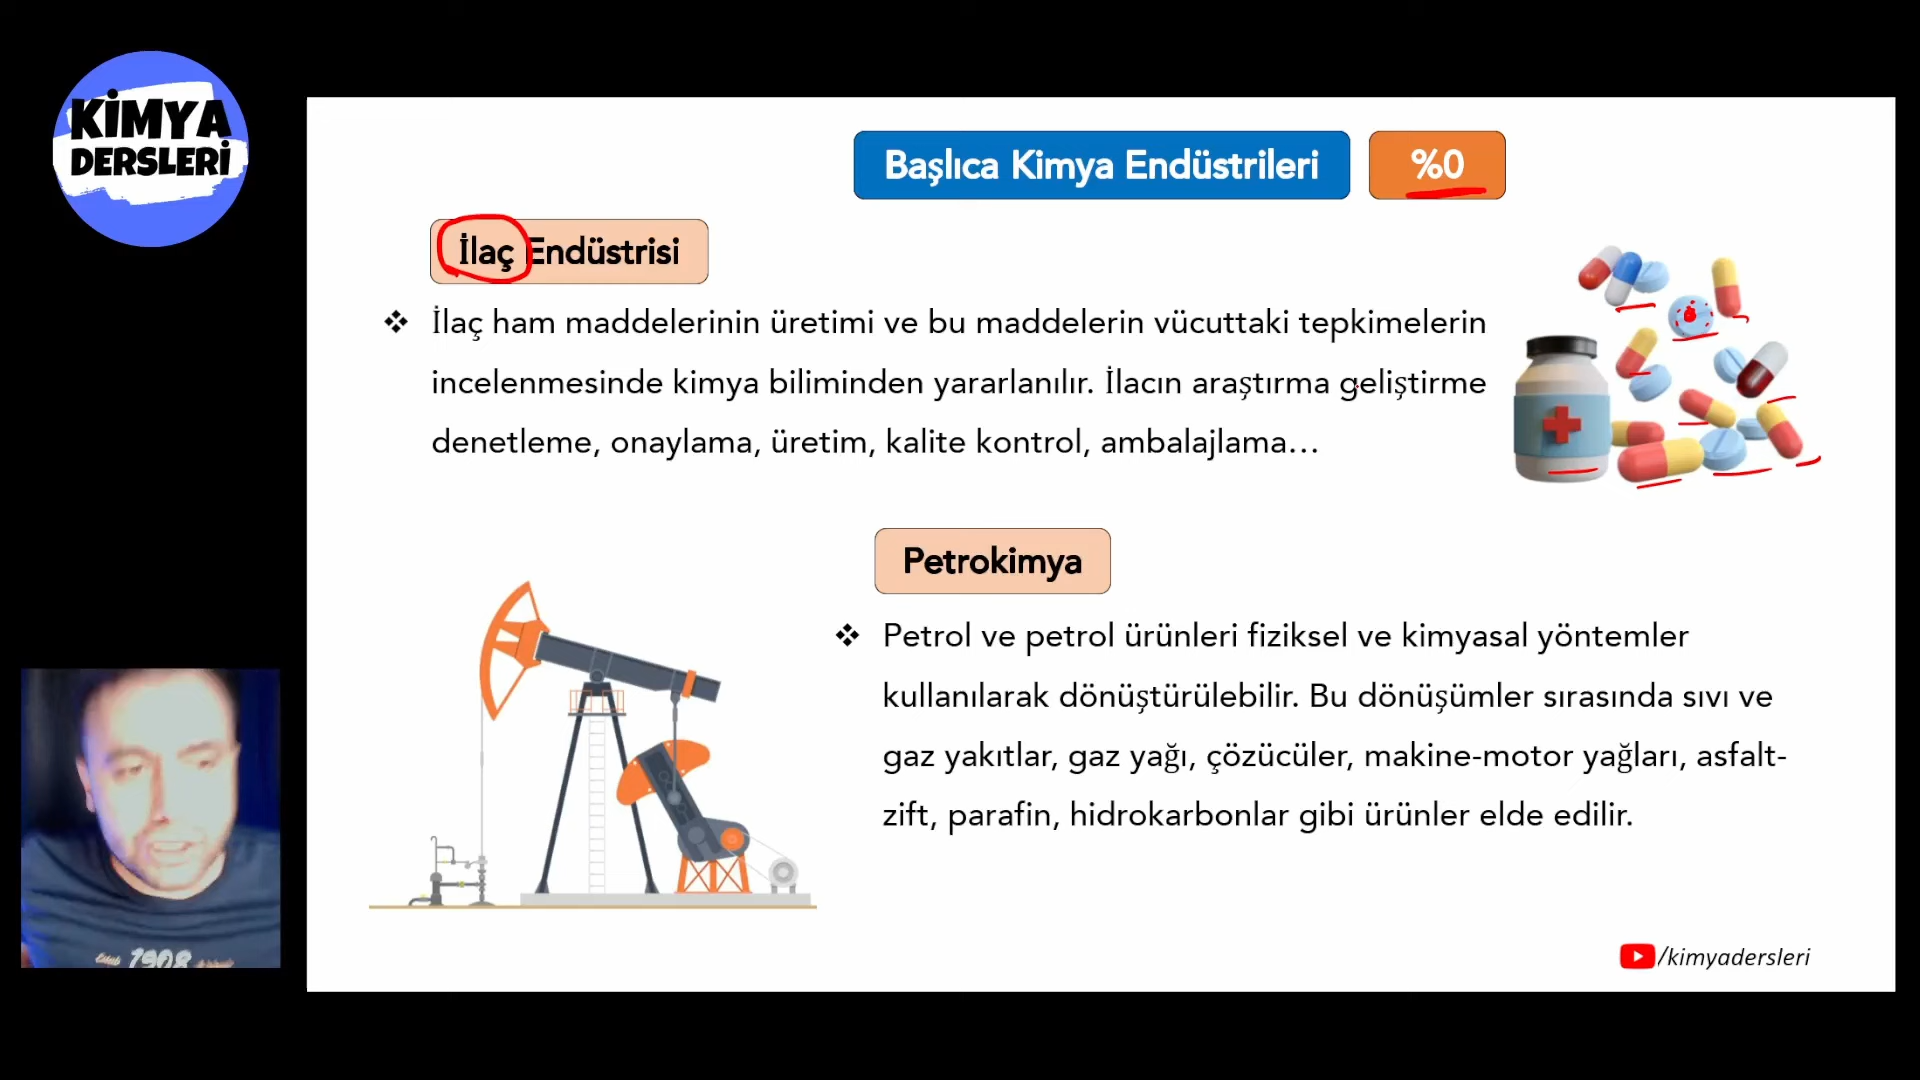 KİMYA
DERSLERİ
Başlıca Kimya Endüstrileri
%0
İlaç Endüstrisi
❖ İlaç ham maddelerinin üretimi ve bu maddelerin vücuttaki tepkimelerin
incelenmesinde kimya biliminden yararlanılır. İlacın araştırma geliştirme
denetleme, onaylama, üretim, kalite kontrol, ambalajlama…
Petrokimya
❖ Petrol ve petrol ürünleri fiziksel ve kimyasal yöntemler
kullanılarak dönüştürülebilir. Bu dönüşümler sırasında sıvı ve
gaz yakıtlar, gaz yağı, çözücüler, makine-motor yağları, asfalt-
zift, parafin, hidrokarbonlar gibi ürünler elde edilir.
1908
/kimyadersleri